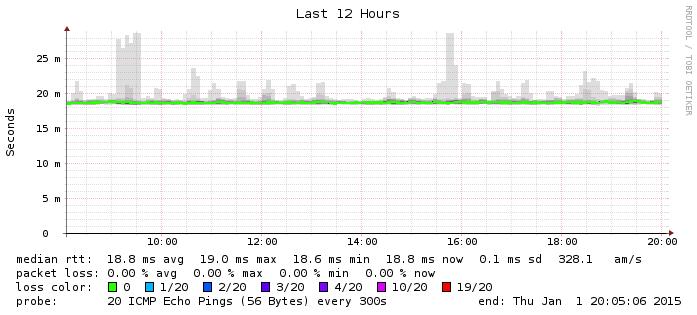 Last 12 Hours
RRDTOOL / TOBI OETIKER
Seconds
25 m
20 m
15 m
10 m
5 m
0
10:00 12:00 14:00 16:00 18:00 20:00
median rtt: 18.8 ms avg 19.0 ms max 18.6 ms min 18.8 ms now 0.1 ms sd 328.1 am/s
packet loss: 0.00 % avg 0.00 % max 0.00 % min 0.00 % now
loss color: 0 1/20 2/20 3/20 4/20 10/20 19/20
probe: 20 ICMP Echo Pings (56 Bytes) every 300s end: Thu Jan 1 20:05:06 2015